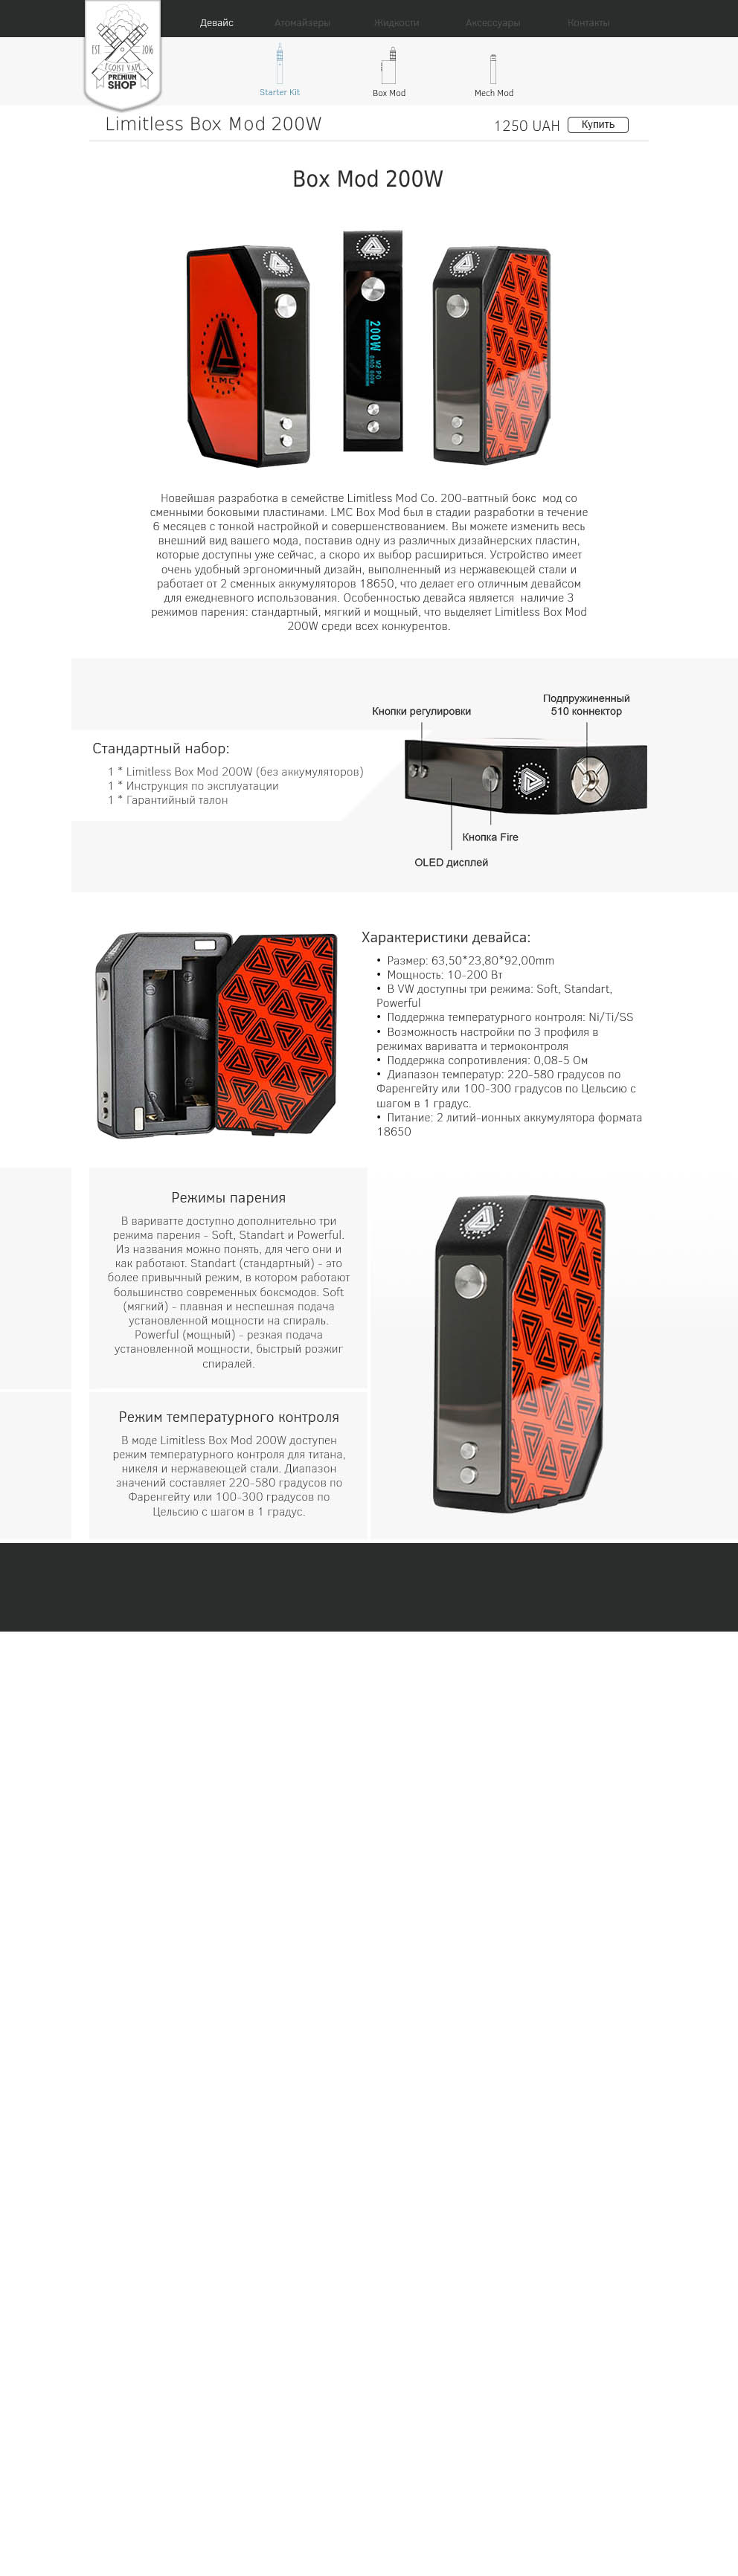 Девайс
Атомайзеры
Жидкости
Аксессуары
Контакты
EST 2016
COIST VAPE
PREMIUM
SHOP
Starter Kit
Box Mod
Mech Mod
Limitless Box Mod 200W
1250 UAH
Купить
Box Mod 200W
LMC
200W
Новейшая разработка в семействе Limitless Mod Co. 200-ваттный бокс мод со
сменными боковыми пластинами. LMC Box Mod был в стадии разработки в течение
6 месяцев с тонкой настройкой и совершенствованием. Вы можете изменить весь
внешний вид вашего мода, поставив одну из различных дизайнерских пластин,
которые доступны уже сейчас, а скоро их выбор расшириться. Устройство имеет
очень удобный эргономичный дизайн, выполненный из нержавеющей стали и
работает от 2 сменных аккумуляторов 18650, что делает его отличным девайсом
для ежедневного использования. Особенностью девайса является наличие 3
режимов парения: стандартный, мягкий и мощный, что выделяет Limitless Box Mod
200W среди всех конкурентов.
Подпружиненный
510 коннектор
Кнопки регулировки
Стандартный набор:
1 * Limitless Box Mod 200W (без аккумуляторов)
1 * Инструкция по эксплуатации
1 * Гарантийный талон
Кнопка Fire
OLED дисплей
Характеристики девайса:
• Размер: 63,50*23,80*92,00mm
• Мощность: 10-200 Вт
• В VW доступны три режима: Soft, Standart,
Powerful
• Поддержка температурного контроля: Ni/Ti/SS
• Возможность настройки по 3 профиля в
режимах вариватта и термоконтроля
• Поддержка сопротивления: 0,08-5 Ом
• Диапазон температур: 220-580 градусов по
Фаренгейту или 100-300 градусов по Цельсию с
шагом в 1 градус.
• Питание: 2 литий-ионных аккумулятора формата
18650
Режимы парения
В вариватте доступно дополнительно три
режима парения - Soft, Standart и Powerful.
Из названия можно понять, для чего они и
как работают. Standart (стандартный) - это
более привычный режим, в котором работают
большинство современных боксмодов. Soft
(мягкий) - плавная и неспешная подача
установленной мощности на спираль.
Powerful (мощный) - резкая подача
установленной мощности, быстрый розжиг
спиралей.
Режим температурного контроля
В моде Limitless Box Mod 200W доступен
режим температурного контроля для титана,
никеля и нержавеющей стали. Диапазон
значений составляет 220-580 градусов по
Фаренгейту или 100-300 градусов по
Цельсию с шагом в 1 градус.